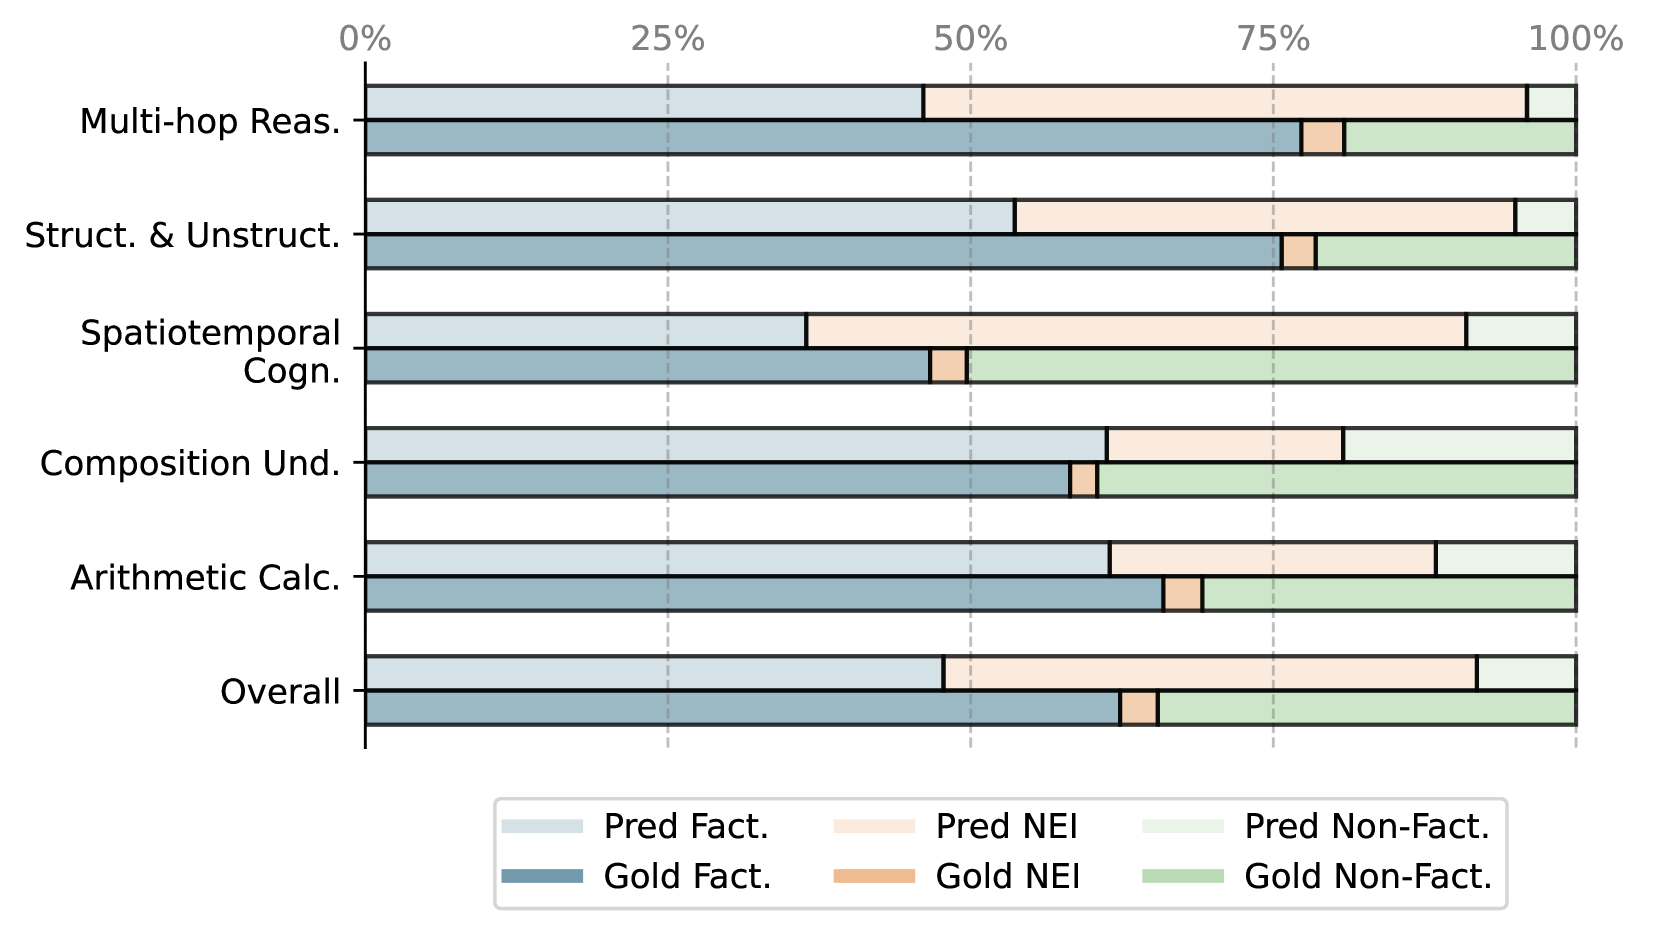 0% 25% 50% 75% 100%
Multi-hop Reas.
Struct. & Unstruct.
Spatiotemporal
Cogn.
Composition Und.
Arithmetic Calc.
Overall
Pred Fact. Pred NEI Pred Non-Fact.
Gold Fact. Gold NEI Gold Non-Fact.